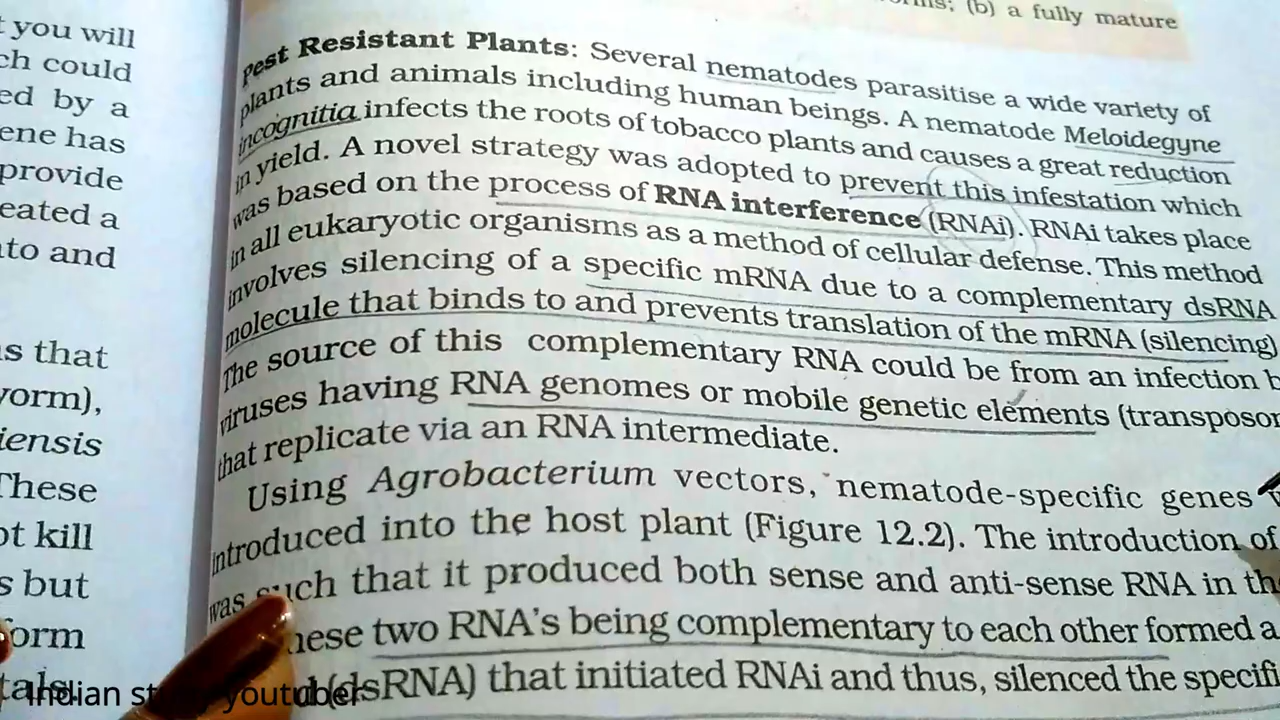 t you will
ch could
ed by a
ene has
provide
eated a
ato and
s that
orm),
iensis
These
ot kill
s but
orm
tals
(b) a fully mature
Pest Resistant Plants: Several nematodes parasitise a wide variety of
plants and animals including human beings. A nematode Meloidegyne
incognitia infects the roots of tobacco plants and causes a great reduction
in yield. A novel strategy was adopted to prevent this infestation which
was based on the process of RNA interference (RNAi). RNAi takes place
in all eukaryotic organisms as a method of cellular defense. This method
involves silencing of a specific mRNA due to a complementary dsRNA
molecule that binds to and prevents translation of the mRNA (silencing)
The source of this complementary RNA could be from an infection b
viruses having RNA genomes or mobile genetic elements (transposon
that replicate via an RNA intermediate.
Using Agrobacterium vectors, nematode-specific genes
introduced into the host plant (Figure 12.2). The introduction of
was such that it produced both sense and anti-sense RNA in th
hese two RNA's being complementary to each other formed a
d (dsRNA) that initiated RNAi and thus, silenced the specifi
Indian study youtuber